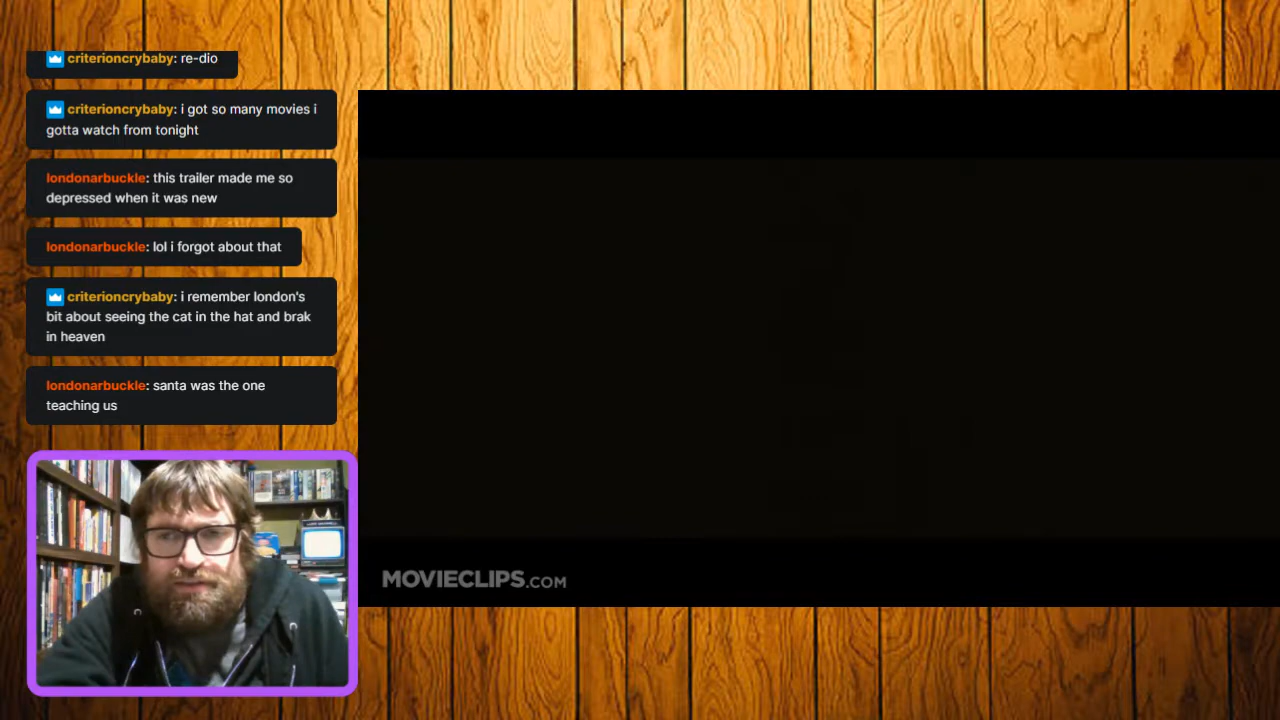 criterioncrybaby: re-dio
criterioncrybaby: i got so many movies i
gotta watch from tonight
londonarbuckle: this trailer made me so
depressed when it was new
londonarbuckle: lol i forgot about that
criterioncrybaby: i remember london's
bit about seeing the cat in the hat and brak
in heaven
londonarbuckle: santa was the one
teaching us
MOVIECLIPS.COM